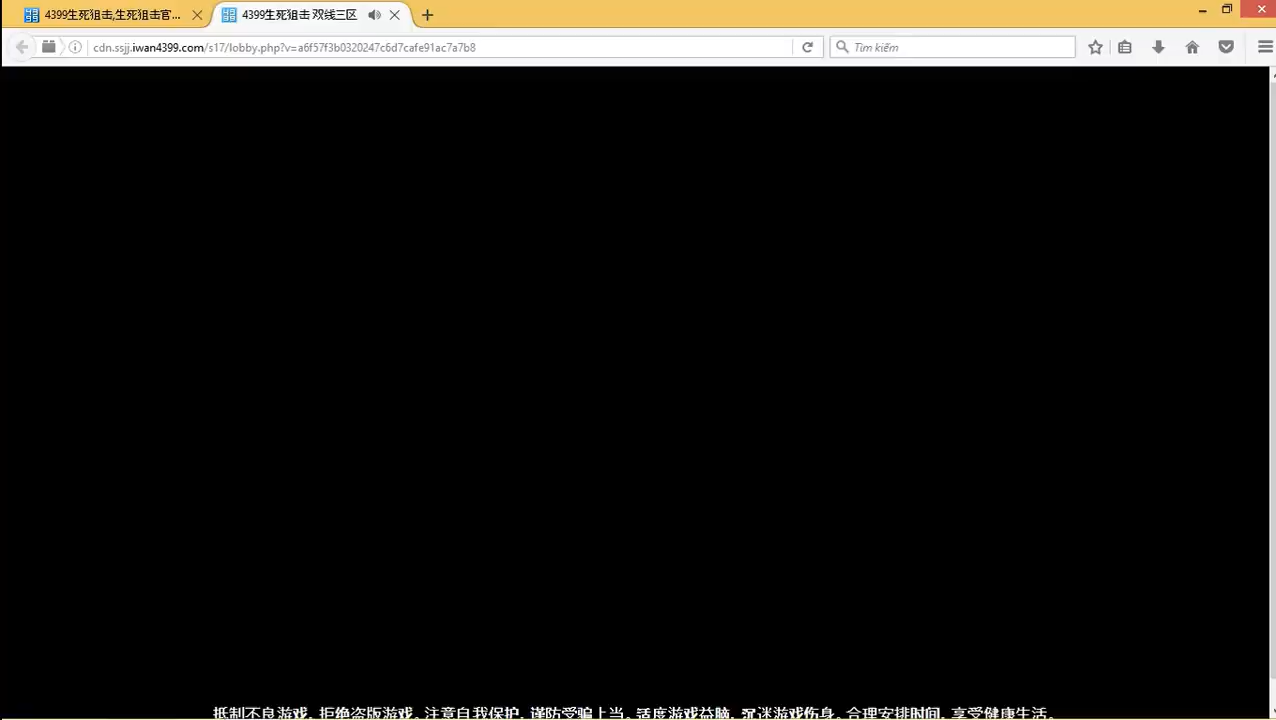 4399生死狙击,生死狙击官...
4399生死狙击 双线三区
cdn.ssjj.iwan4399.com/s17/lobby.php?v=a6f57f3b0320247c6d7cafe91ac7a7b8
Tìm kiếm
抵制不良游戏, 拒绝盗版游戏。注意自我保护, 谨防受骗上当。适度游戏益脑, 沉迷游戏伤身。合理安排时间, 享受健康生活。